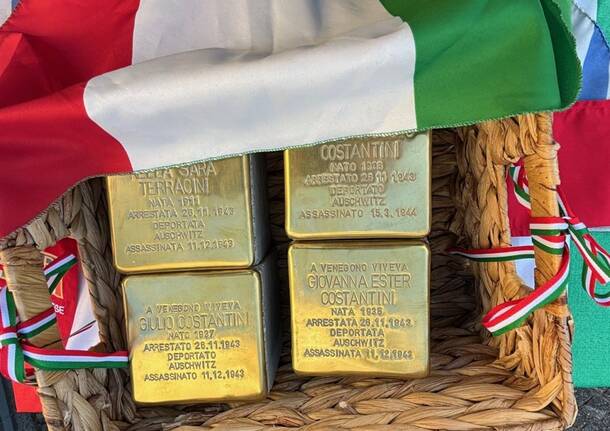 SARA
TERRACINI
NATA 1911
ARRESTATA 26.11.1943
DEPORTATA
AUSCHWITZ
ASSASSINATA 11.12.1943
COSTANTINI
NATO
ARRESTATO 26 11 1943
DEPORTATO
AUSCHWITZ
ASSASSINATO 15.3.1944
A VENEGONO VIVEVA
GIULIO COSTANTINI
NATO 1937
ARRESTATO 26.11.1943
DEPORTATO
AUSCHWITZ
ASSASSINATO 11.12.1943
A VENEGONO VIVEVA
GIOVANNA ESTER
COSTANTINI
NATA
ARRESTATA 26.11.1943
DEPORTATA
AUSCHWITZ
ASSASSINATA 11.12.1943